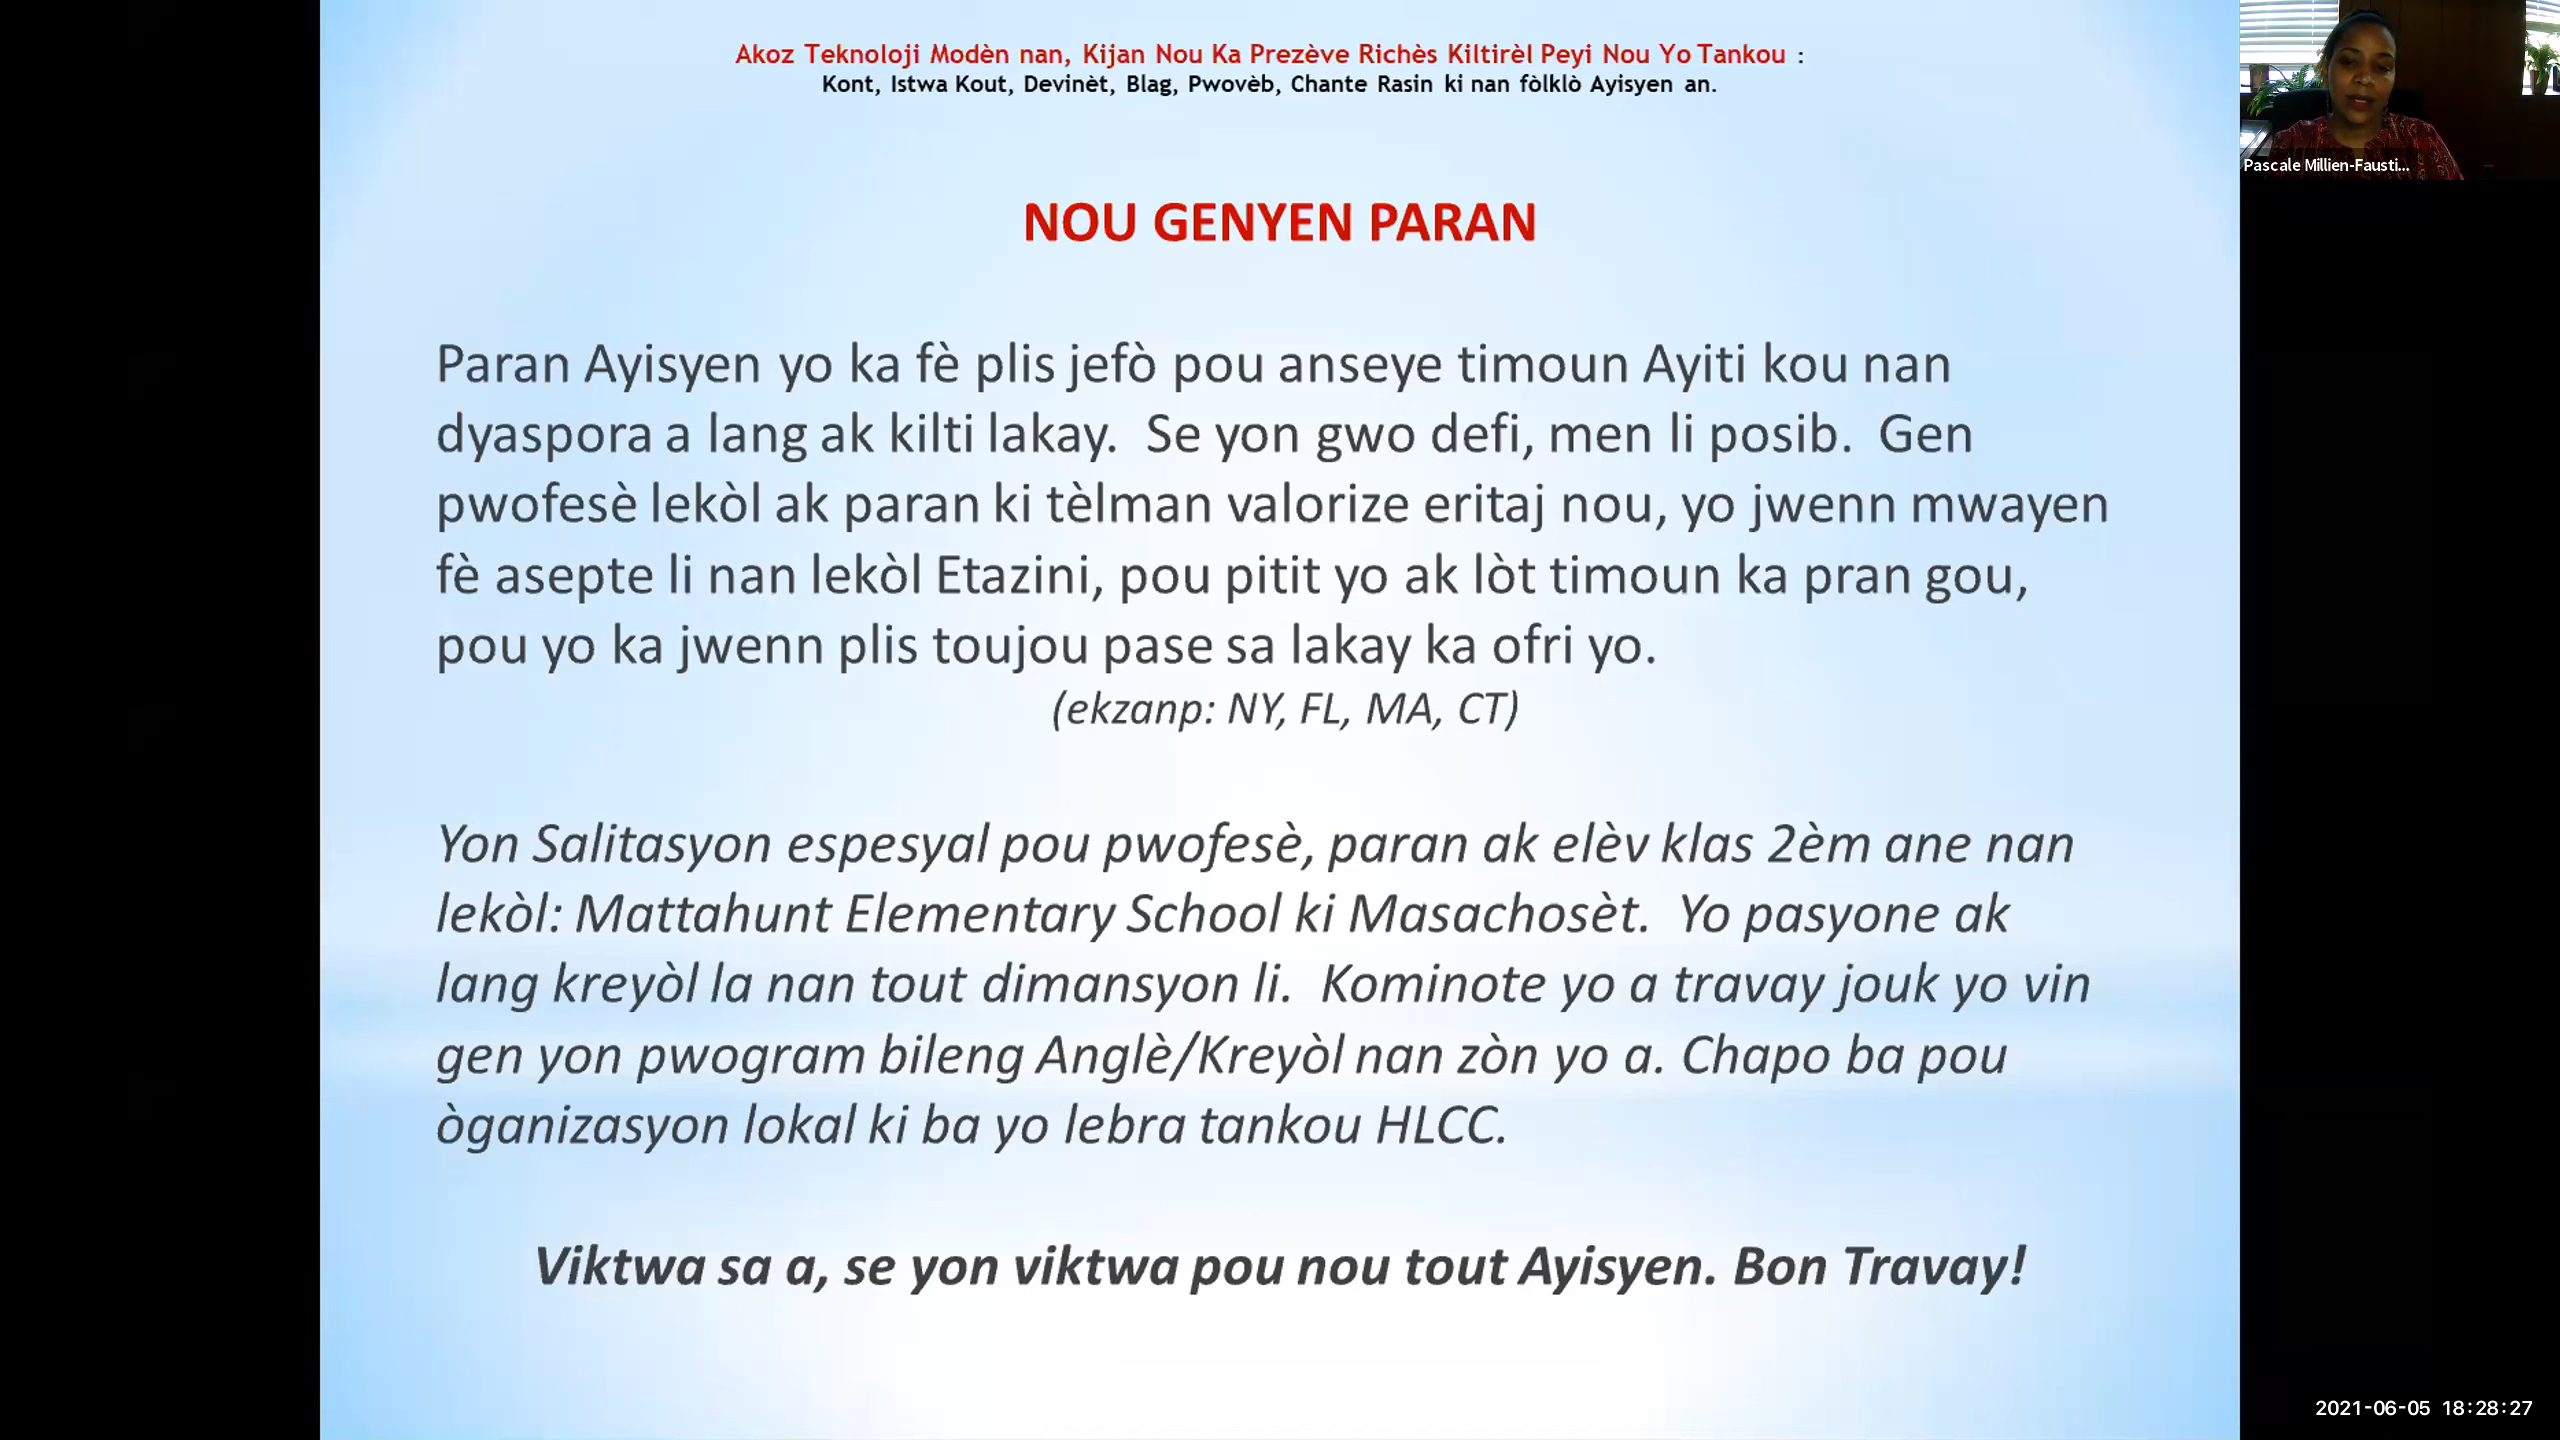 Akoz Teknoloji Modèn nan, Kijan Nou Ka Prezève Richès Kiltirèl Peyi Nou Yo Tankou :
Kont, Istwa Kout, Devinèt, Blag, Pwovèb, Chante Rasin ki nan fòlklò Ayisyen an.
Pascale Millien-Fausti...
NOU GENYEN PARAN
Paran Ayisyen yo ka fè plis jefò pou anseye timoun Ayiti kou nan
dyaspora a lang ak kilti lakay. Se yon gwo defi, men li posib. Gen
pwofesè lekòl ak paran ki tèlman valorize eritaj nou, yo jwenn mwayen
fè asepte li nan lekòl Etazini, pou pitit yo ak lòt timoun ka pran gou,
pou yo ka jwenn plis toujou pase sa lakay ka ofri yo.
(ekzanp: NY, FL, MA, CT)
Yon Salitasyon espesyal pou pwofesè, paran ak elèv klas 2èm ane nan
lekòl: Mattahunt Elementary School ki Masachosèt. Yo pasyone ak
lang kreyòl la nan tout dimansyon li. Kominote yo a travay jouk yo vin
gen yon pwogram bileng Anglè/Kreyòl nan zòn yo a. Chapo ba pou
òganizasyon lokal ki ba yo lebra tankou HLCC.
Viktwa sa a, se yon viktwa pou nou tout Ayisyen. Bon Travay!
2021-06-05 18:28:27